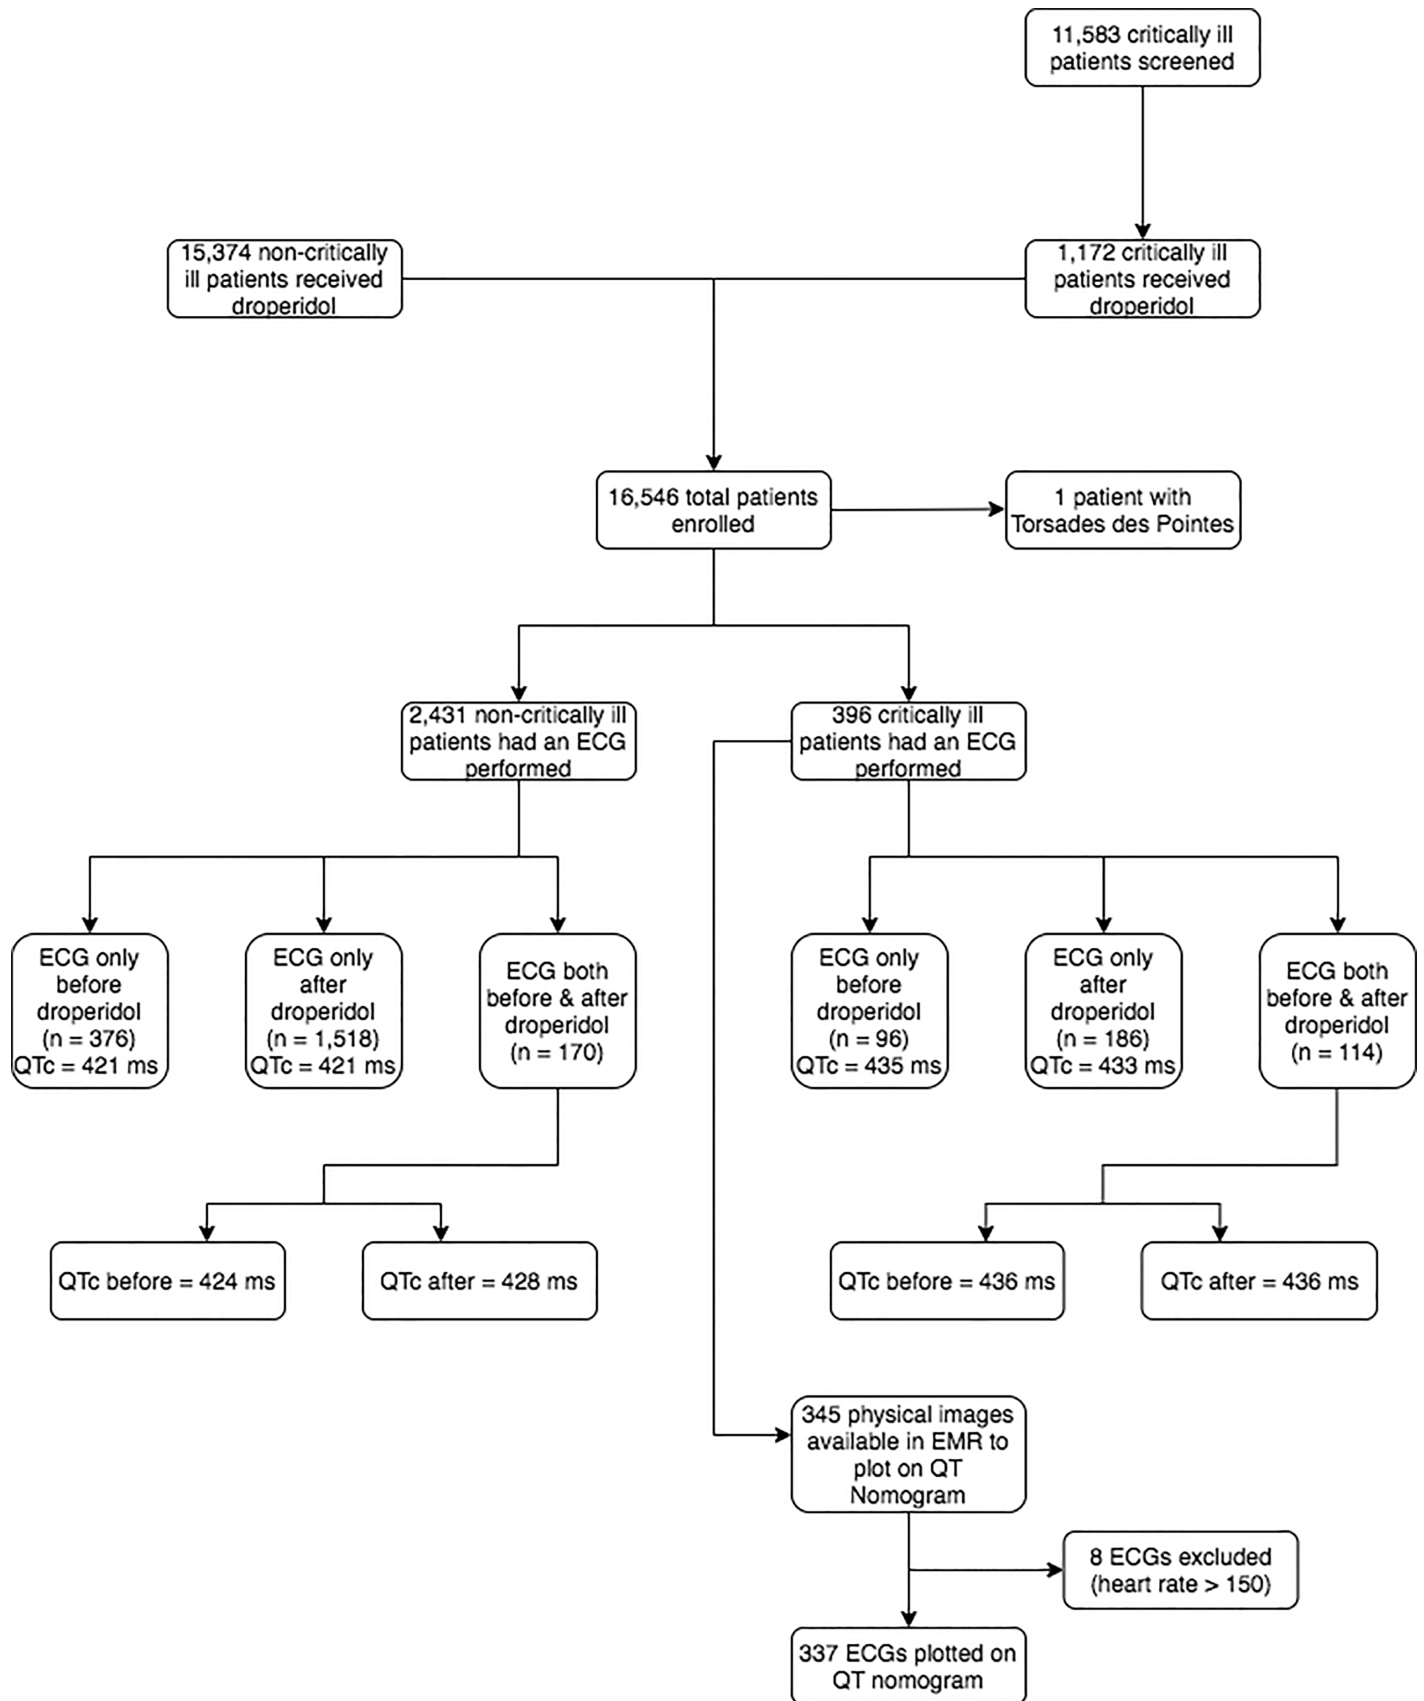 11,583 critically ill
patients screened
15,374 non-critically
ill patients received
droperidol
1,172 critically ill
patients received
droperidol
16,546 total patients
enrolled
1 patient with
Torsades des Pointes
2,431 non-critically ill
patients had an ECG
performed
396 critically ill
patients had an ECG
performed
ECG only
before
droperidol
(n = 376)
QTc = 421 ms
ECG only
after
droperidol
(n = 1,518)
QTc = 421 ms
ECG both
before & after
droperidol
(n = 170)
ECG only
before
droperidol
(n = 96)
QTc = 435 ms
ECG only
after
droperidol
(n = 186)
QTc = 433 ms
ECG both
before & after
droperidol
(n = 114)
QTc before = 424 ms
QTc after = 428 ms
QTc before = 436 ms
QTc after = 436 ms
345 physical images
available in EMR to
plot on QT
Nomogram
8 ECGs excluded
(heart rate > 150)
337 ECGs plotted on
QT nomogram